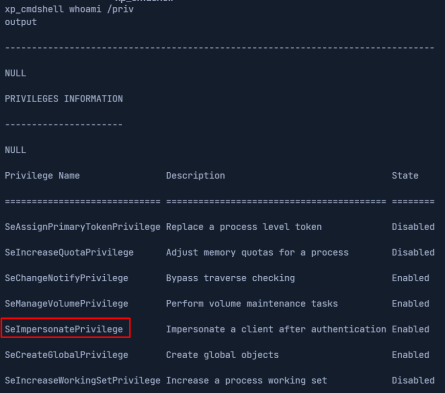 xp_cmdshell whoami /priv
output
--------------------------------------------------------------------------------
NULL
PRIVILEGES INFORMATION
----------------------
NULL
Privilege Name Description State
============================= ========================================= ========
SeAssignPrimaryTokenPrivilege Replace a process level token Disabled
SeIncreaseQuotaPrivilege Adjust memory quotas for a process Disabled
SeChangeNotifyPrivilege Bypass traverse checking Enabled
SeManageVolumePrivilege Perform volume maintenance tasks Enabled
SeImpersonatePrivilege Impersonate a client after authentication Enabled
SeCreateGlobalPrivilege Create global objects Enabled
SeIncreaseWorkingSetPrivilege Increase a process working set Disabled